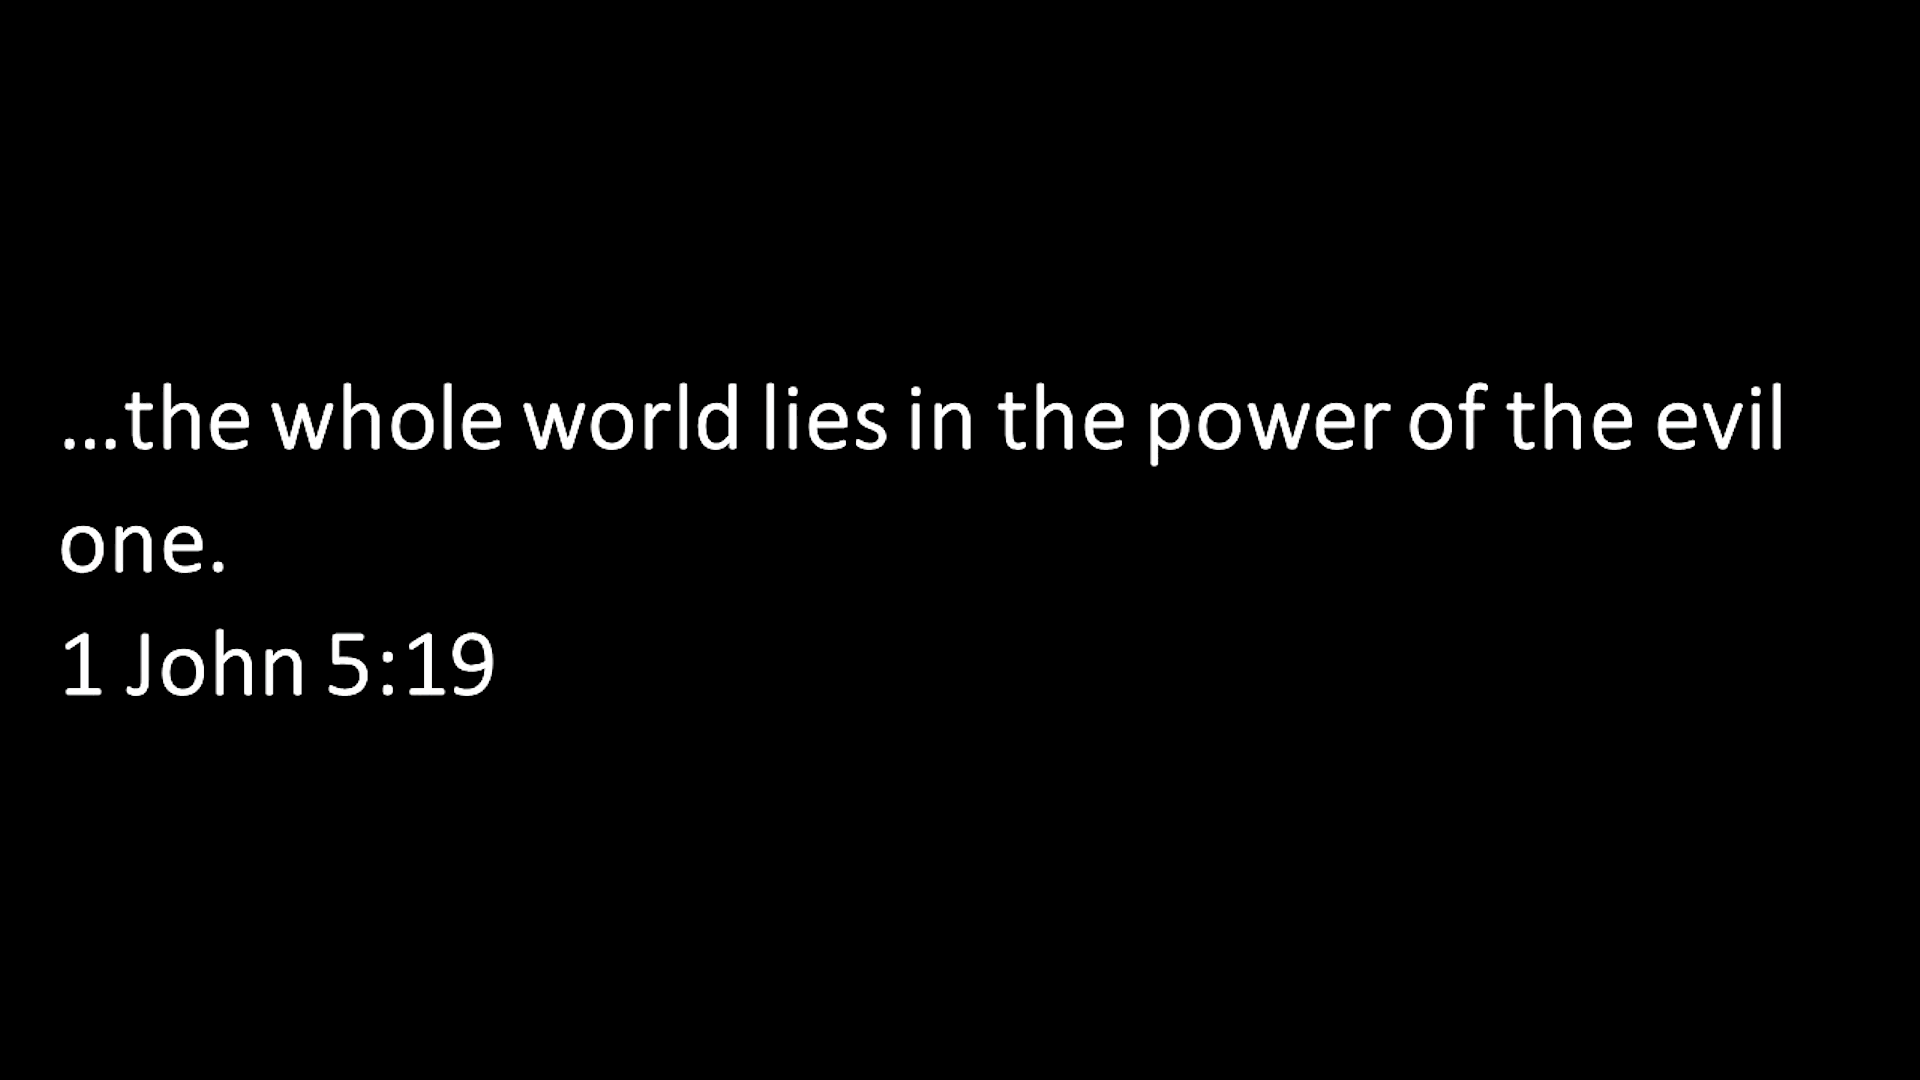 …the whole world lies in the power of the evil
one.
1 John 5:19